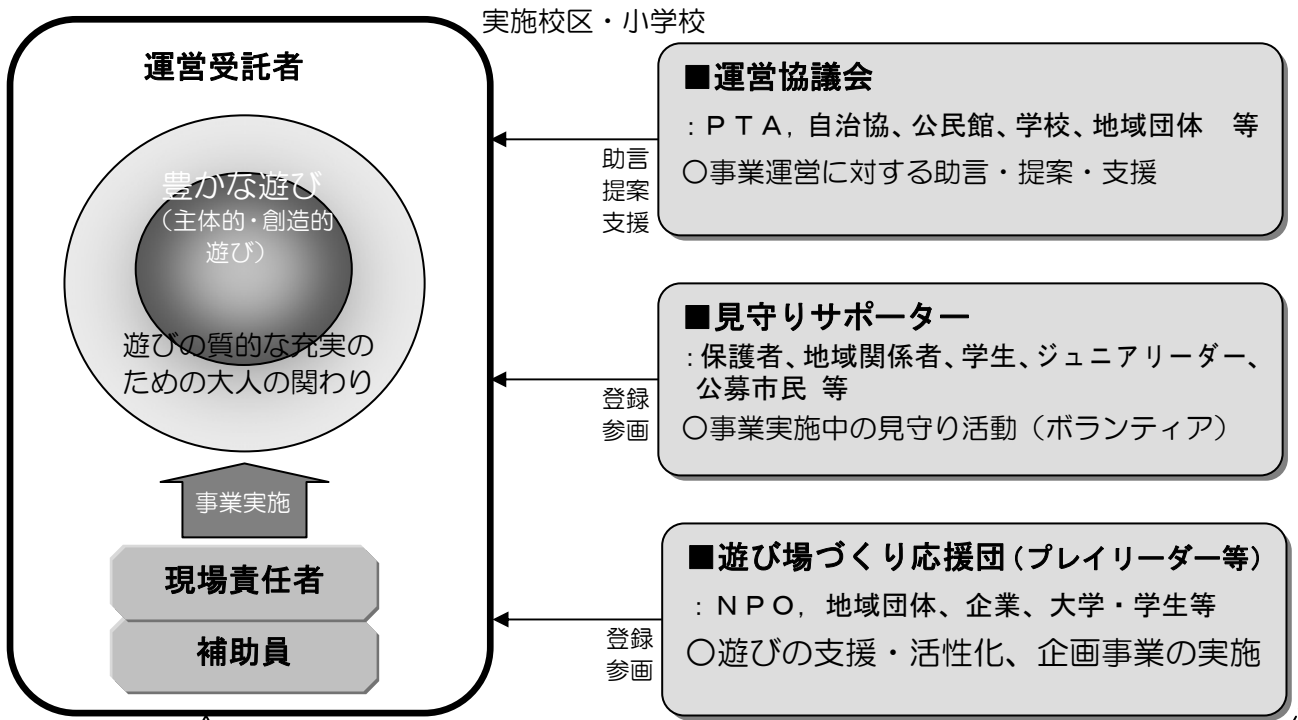 実施校区・小学校
運営受託者
豊かな遊び
（主体的・創造的
遊び）
遊びの質的な充実の
ための大人の関わり
事業実施
現場責任者
補助員
助言
提案
支援
■運営協議会
：ＰＴＡ，自治協、公民館、学校、地域団体　等
〇事業運営に対する助言・提案・支援
登録
参画
■見守りサポーター
：保護者、地域関係者、学生、ジュニアリーダー、
公募市民 等
〇事業実施中の見守り活動（ボランティア）
登録
参画
■遊び場づくり応援団（プレイリーダー等）
：ＮＰＯ，地域団体、企業、大学・学生等
〇遊びの支援・活性化、企画事業の実施